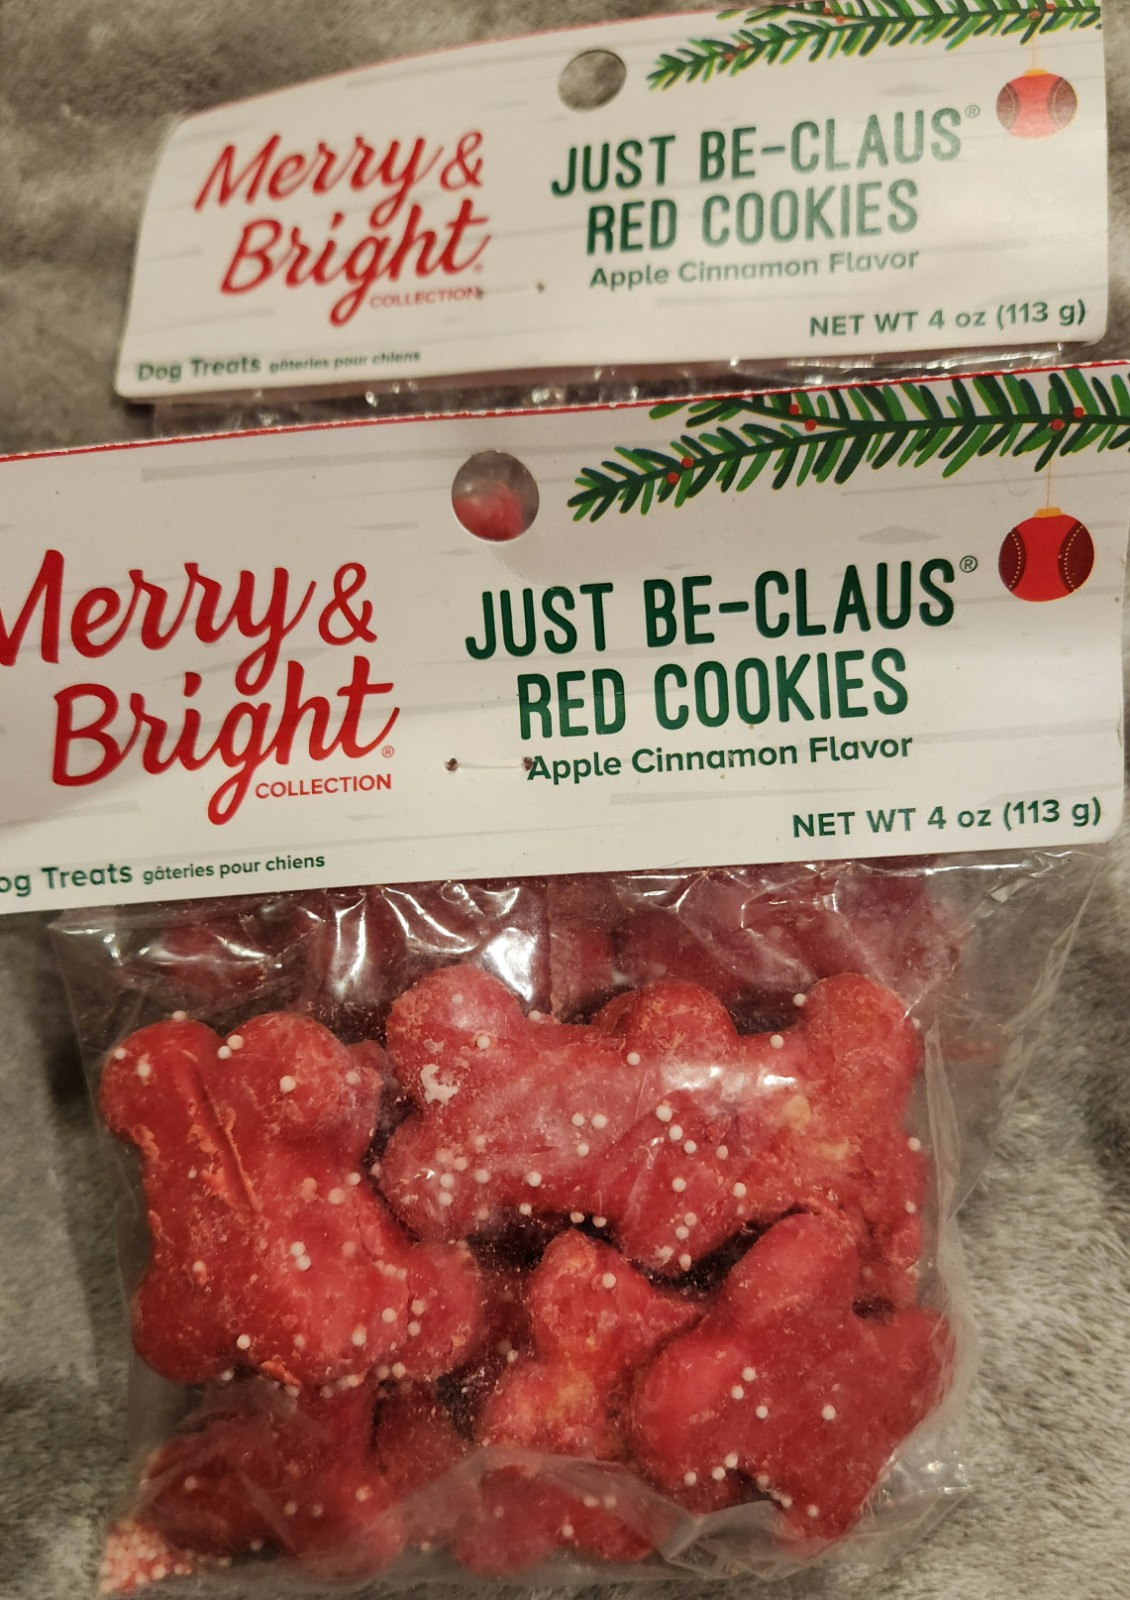 Merry &
Bright®
COLLECTION
JUST BE-CLAUS®
RED COOKIES
Apple Cinnamon Flavor
NET WT 4 oz (113 g)
Dog Treats gâteries pour chiens
Merry &
Bright®
COLLECTION
JUST BE-CLAUS®
RED COOKIES
Apple Cinnamon Flavor
NET WT 4 oz (113 g)
og Treats gâteries pour chiens